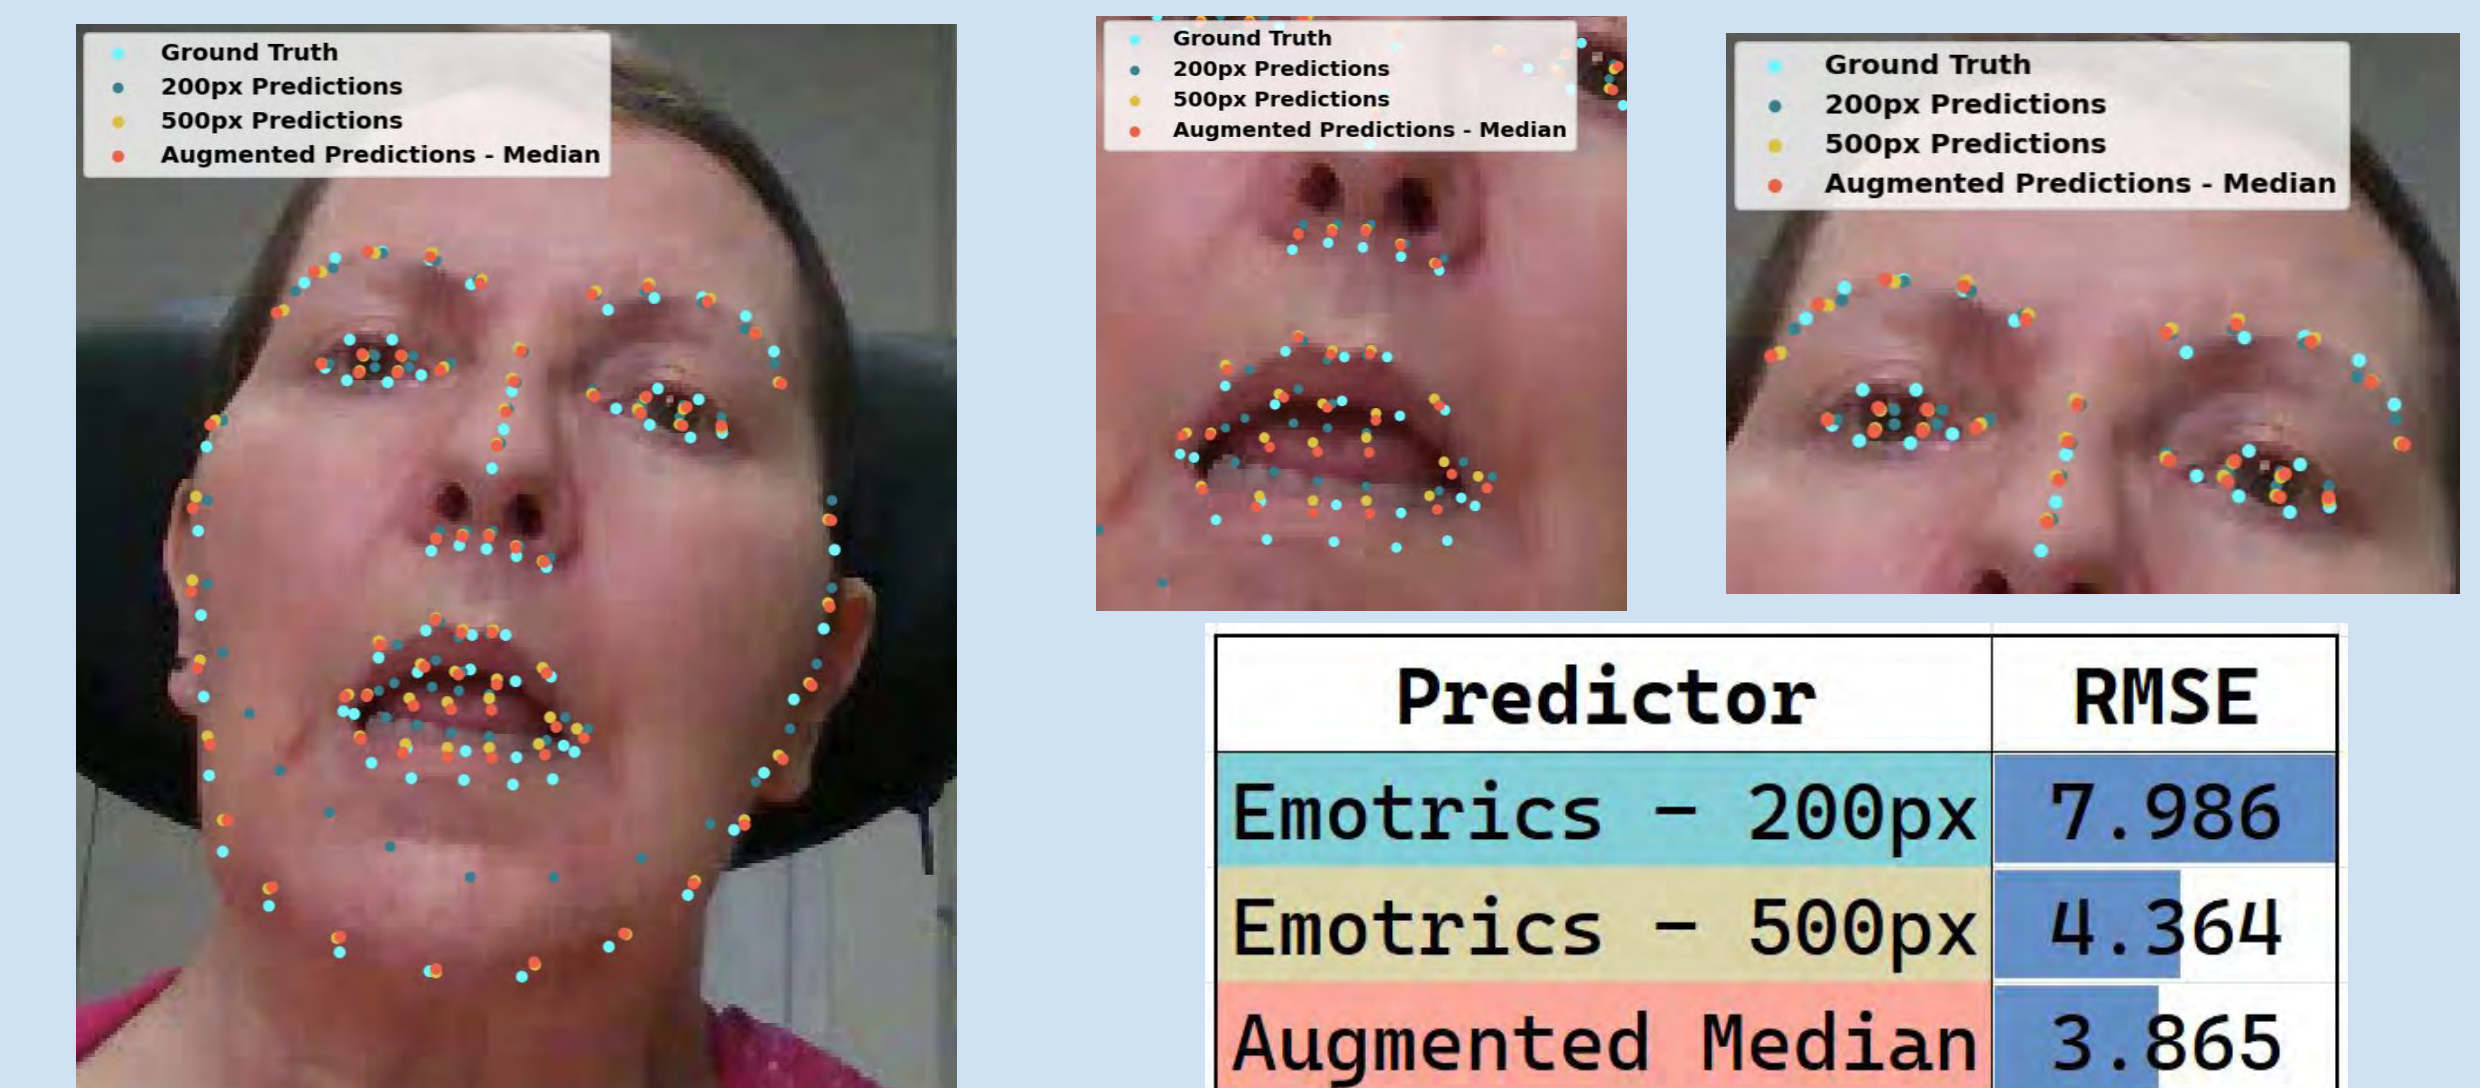 Ground Truth
200px Predictions
500px Predictions
Augmented Predictions - Median
Ground Truth
200px Predictions
500px Predictions
Augmented Predictions - Median
Ground Truth
200px Predictions
500px Predictions
Augmented Predictions - Median
Predictor RMSE
Emotrics - 200px 7.986
Emotrics - 500px 4.364
Augmented Median 3.865